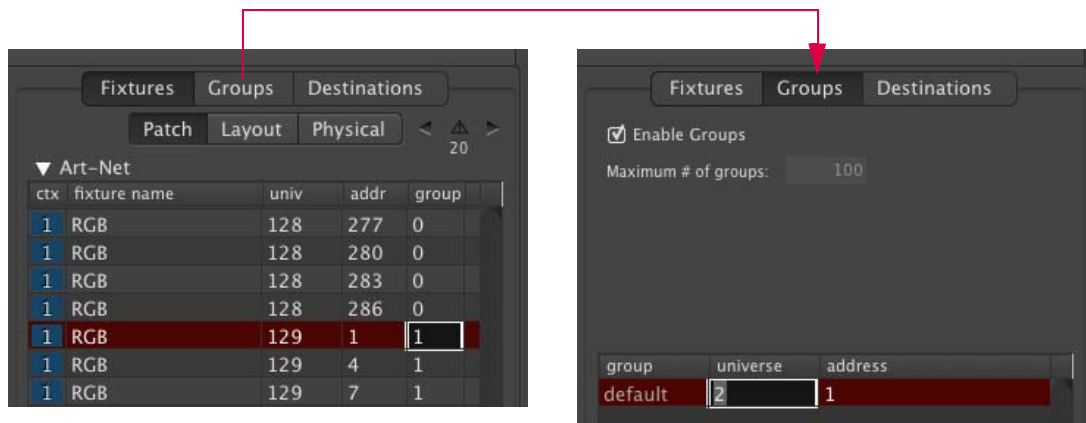 Fixtures Groups Destinations
Patch Layout Physical < >
20
▼ Art-Net
ctx fixture name univ addr group
1 RGB 128 277 0
1 RGB 128 280 0
1 RGB 128 283 0
1 RGB 128 286 0
1 RGB 129 1 1
1 RGB 129 4 1
1 RGB 129 7 1
Fixtures Groups Destinations
Enable Groups
Maximum # of groups: 100
group universe address
default 2 1